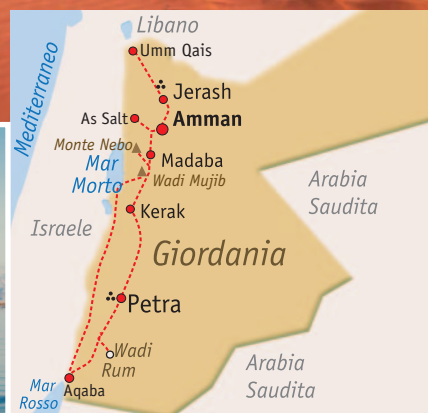 Libano
Umm Qais
Mediterraneo
Jerash
As Salt
Amman
Monte Nebo
Madaba
Mar
Morto
Wadi Mujib
Arabia
Saudita
Kerak
Israele
Giordania
Petra
Wadi
Rum
Arabia
Saudita
Mar
Rosso
Aqaba